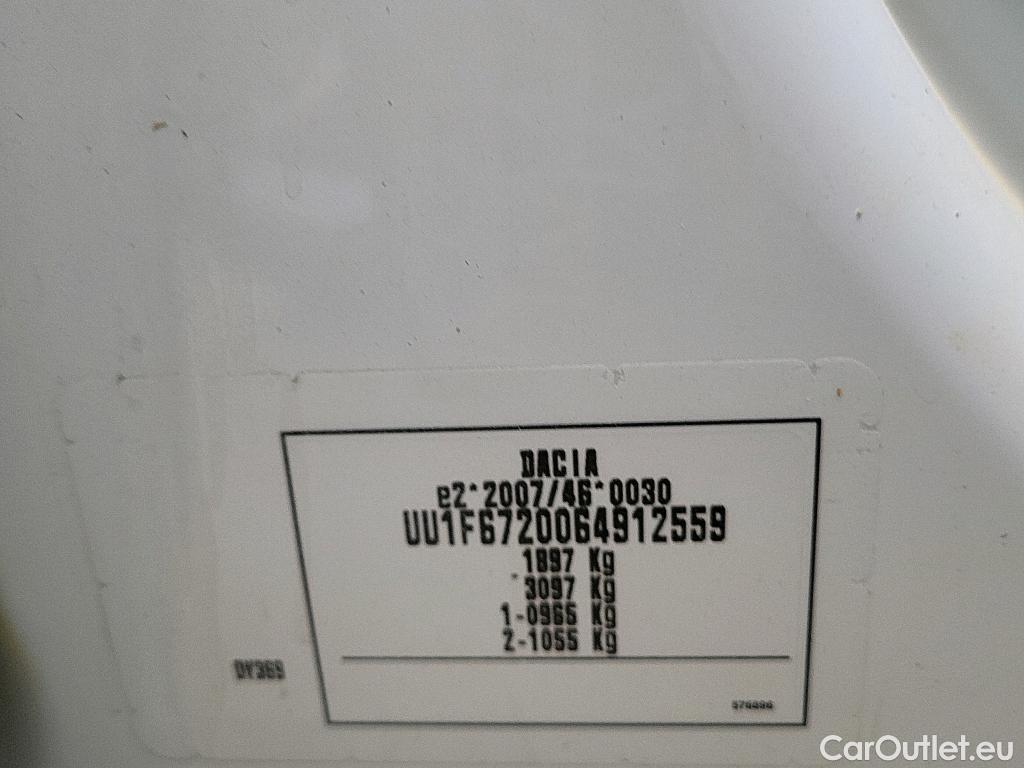 DACIA
e2*2007/46*0030
UU1F6720064912559
1897 Kg
3097 Kg
1-0965 Kg
2-1055 Kg
DY369
CarOutlet.eu